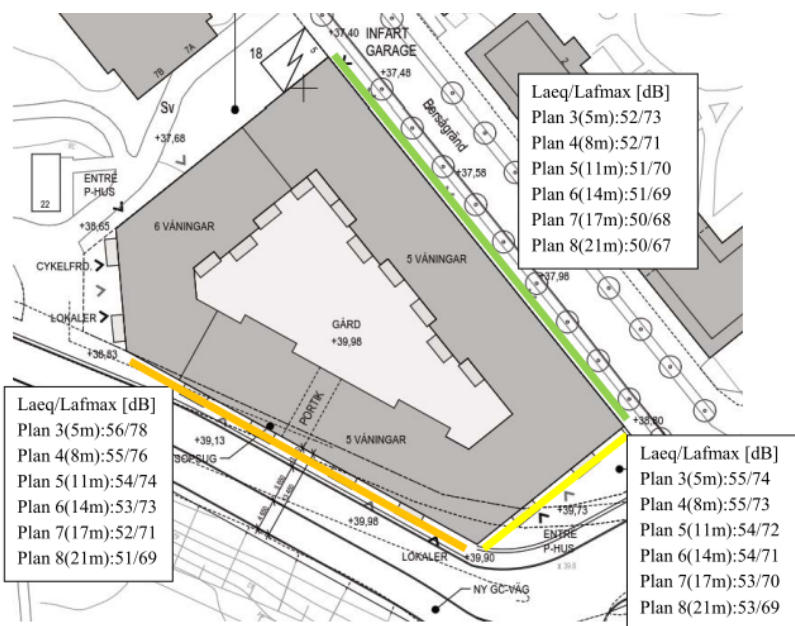 +37,40
INFART
GARAGE
5
18
7A
7B
+37,48
2
Sv
+37,68
Bersågränd
+37,58
ENTRE
P-HUS
22
+38,65
6 VÅNINGAR
CYKELFRD.
LOKALER
5 VÅNINGAR
+37,98
GÅRD
+39,98
+38,83
PORTIK
+39,13
SOPSUG
5 VÅNINGAR
+38,80
+39,98
+39,73
ENTRE
P-HUS
LOKALER
+39,90
x 39.8
NY GC-VÄG
Laeq/Lafmax [dB]
Plan 3(5m):52/73
Plan 4(8m):52/71
Plan 5(11m):51/70
Plan 6(14m):51/69
Plan 7(17m):50/68
Plan 8(21m):50/67
Laeq/Lafmax [dB]
Plan 3(5m):56/78
Plan 4(8m):55/76
Plan 5(11m):54/74
Plan 6(14m):53/73
Plan 7(17m):52/71
Plan 8(21m):51/69
Laeq/Lafmax [dB]
Plan 3(5m):55/74
Plan 4(8m):55/73
Plan 5(11m):54/72
Plan 6(14m):54/71
Plan 7(17m):53/70
Plan 8(21m):53/69